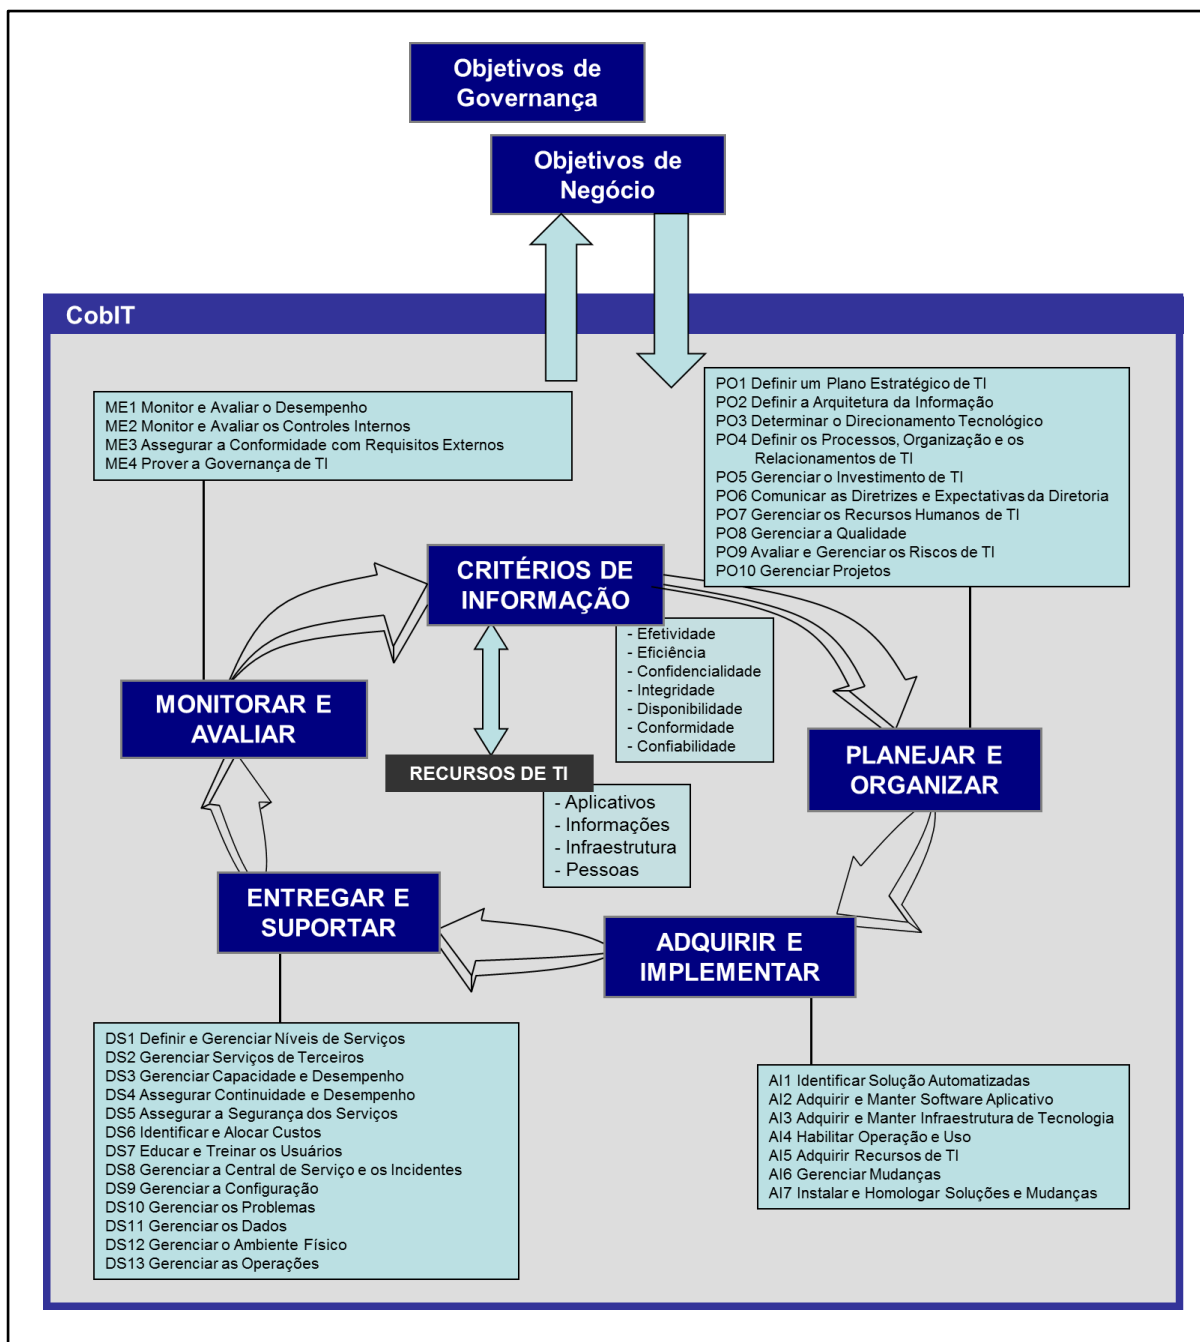 Objetivos de
Governança
Objetivos de
Negócio
CobIT
ME1 Monitor e Avaliar o Desempenho
ME2 Monitor e Avaliar os Controles Internos
ME3 Assegurar a Conformidade com Requisitos Externos
ME4 Prover a Governança de TI
PO1 Definir um Plano Estratégico de TI
PO2 Definir a Arquitetura da Informação
PO3 Determinar o Direcionamento Tecnológico
PO4 Definir os Processos, Organização e os
Relacionamentos de TI
PO5 Gerenciar o Investimento de TI
PO6 Comunicar as Diretrizes e Expectativas da Diretoria
PO7 Gerenciar os Recursos Humanos de TI
PO8 Gerenciar a Qualidade
PO9 Avaliar e Gerenciar os Riscos de TI
PO10 Gerenciar Projetos
CRITÉRIOS DE
INFORMAÇÃO
- Efetividade
- Eficiência
- Confidencialidade
- Integridade
- Disponibilidade
- Conformidade
- Confiabilidade
MONITORAR E
AVALIAR
RECURSOS DE TI
- Aplicativos
- Informações
- Infraestrutura
- Pessoas
PLANEJAR E
ORGANIZAR
ENTREGAR E
SUPORTAR
ADQUIRIR E
IMPLEMENTAR
DS1 Definir e Gerenciar Níveis de Serviços
DS2 Gerenciar Serviços de Terceiros
DS3 Gerenciar Capacidade e Desempenho
DS4 Assegurar Continuidade e Desempenho
DS5 Assegurar a Segurança dos Serviços
DS6 Identificar e Alocar Custos
DS7 Educar e Treinar os Usuários
DS8 Gerenciar a Central de Serviço e os Incidentes
DS9 Gerenciar a Configuração
DS10 Gerenciar os Problemas
DS11 Gerenciar os Dados
DS12 Gerenciar o Ambiente Físico
DS13 Gerenciar as Operações
AI1 Identificar Solução Automatizadas
AI2 Adquirir e Manter Software Aplicativo
AI3 Adquirir e Manter Infraestrutura de Tecnologia
AI4 Habilitar Operação e Uso
AI5 Adquirir Recursos de TI
AI6 Gerenciar Mudanças
AI7 Instalar e Homologar Soluções e Mudanças